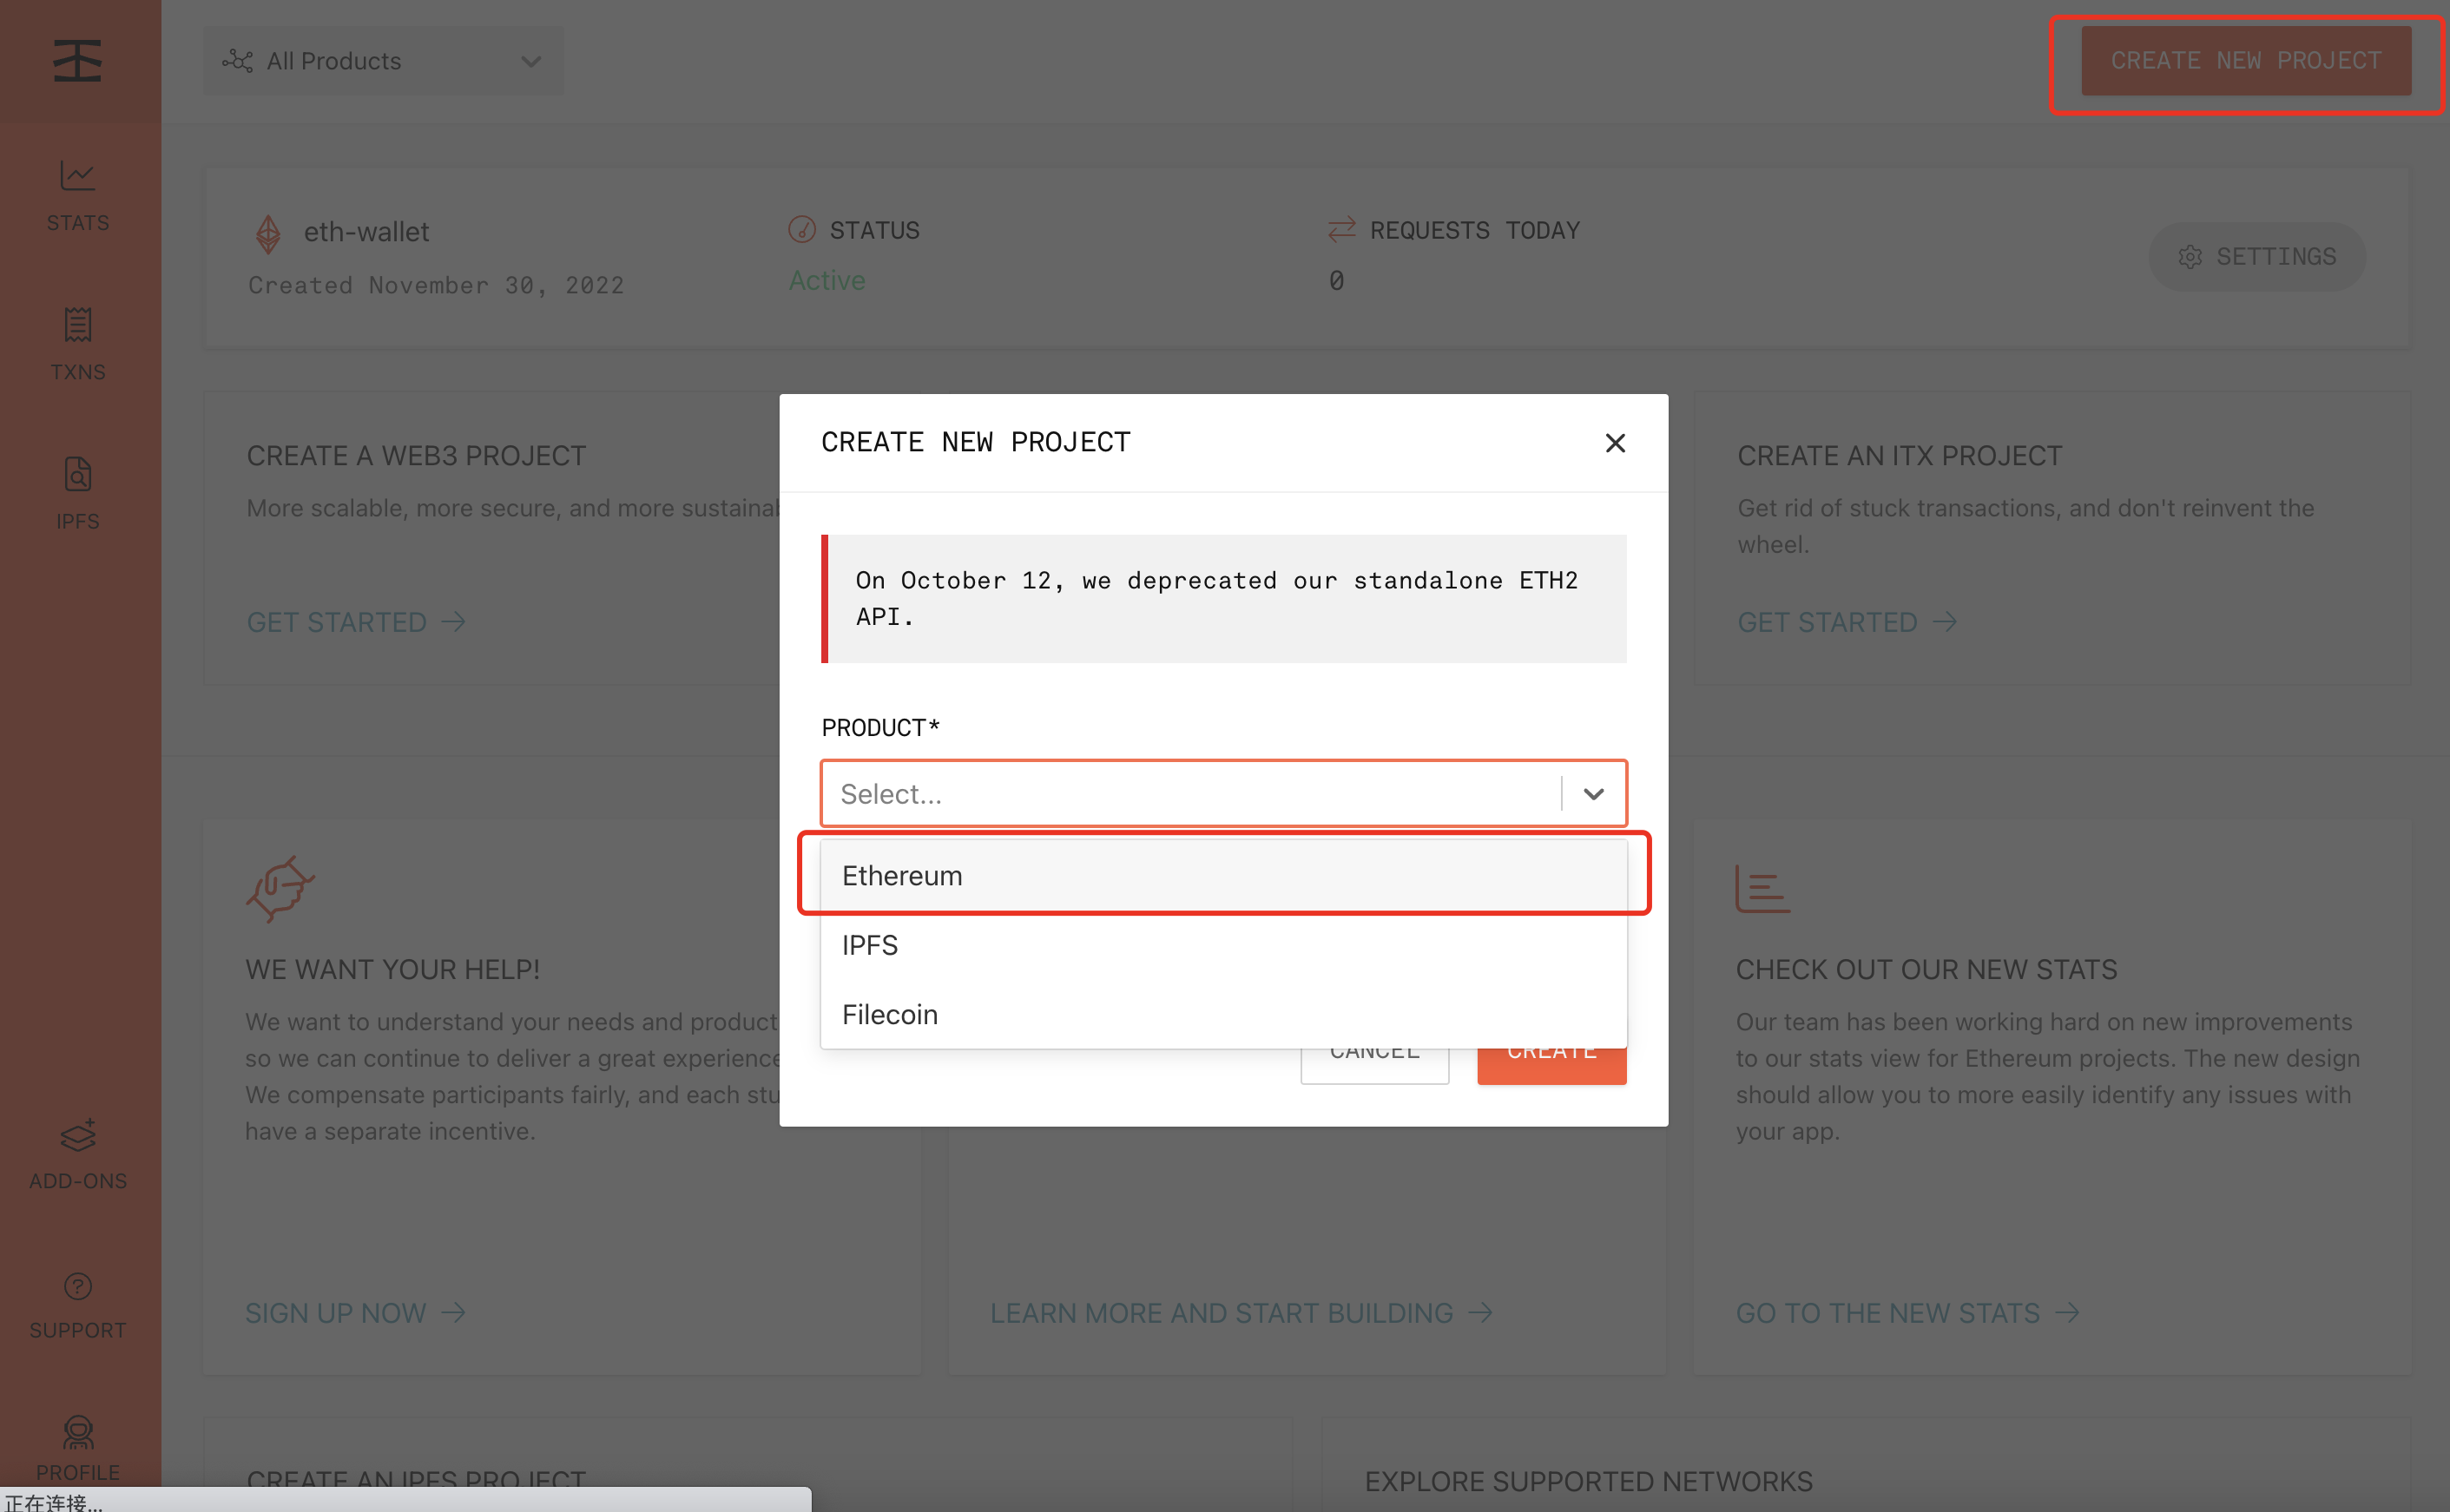 All Products
CREATE NEW PROJECT
STATS
TXNS
IPFS
ADD-ONS
SUPPORT
PROFILE
eth-wallet
Created November 30, 2022
STATUS
Active
REQUESTS TODAY
0
SETTINGS
CREATE A WEB3 PROJECT
More scalable, more secure, and more
GET STARTED
CREATE AN ITX PROJECT
Get rid of stuck transactions, and don't reinvent the
wheel.
GET STARTED
CREATE NEW PROJECT
On October 12, we deprecated our standalone ETH2
API.
PRODUCT*
Select...
Ethereum
IPFS
Filecoin
CANCEL
CREATE
WE WANT YOUR HELP!
We want to understand your needs and product
so we can continue to deliver a great experience
We compensate participants fairly, and each
have a separate incentive.
SIGN UP NOW
LEARN MORE AND START BUILDING
CHECK OUT OUR NEW STATS
Our team has been working hard on new improvements
to our stats view for Ethereum projects. The new design
should allow you to more easily identify any issues with
your app.
GO TO THE NEW STATS
CREATE AN IPFS PROJECT
EXPLORE SUPPORTED NETWORKS
正在连接...